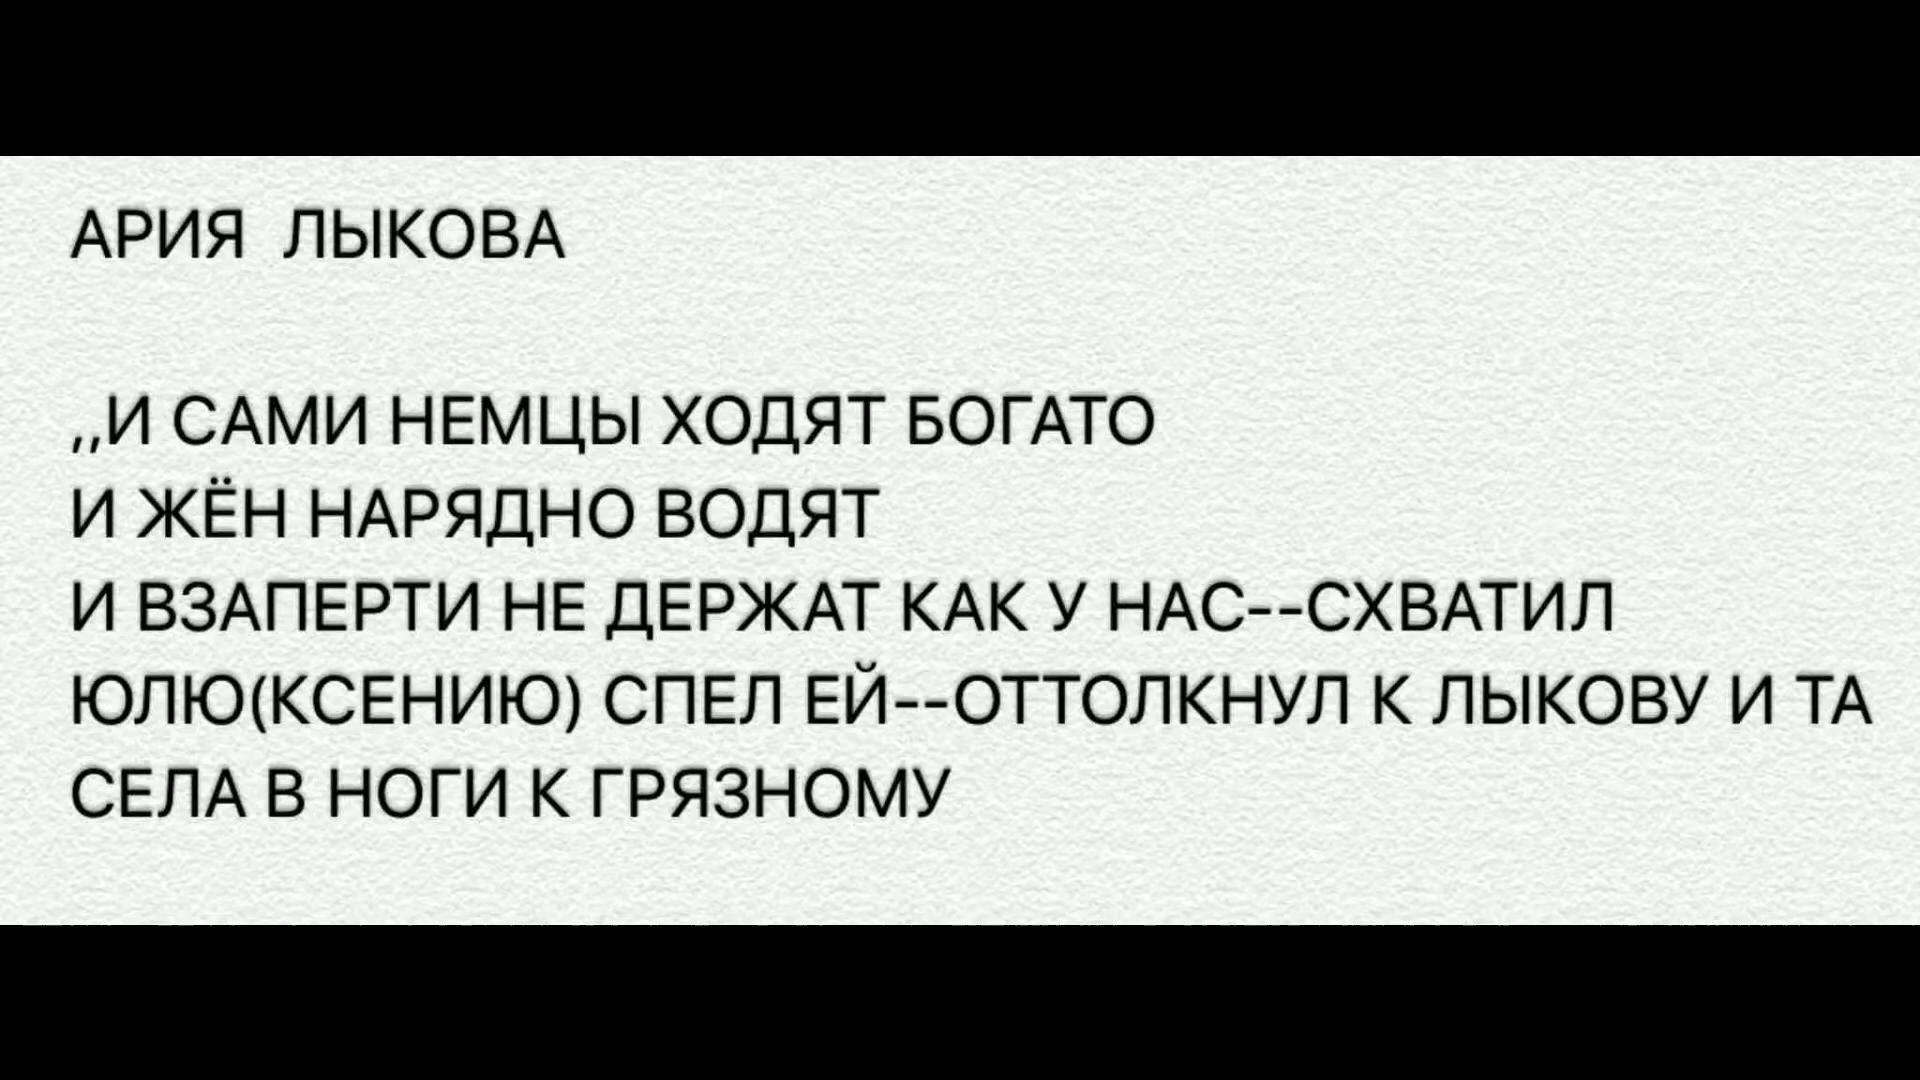 АРИЯ  ЛЫКОВА
,,И САМИ НЕМЦЫ ХОДЯТ БОГАТО
И ЖЁН НАРЯДНО ВОДЯТ
И ВЗАПЕРТИ НЕ ДЕРЖАТ КАК У НАС--СХВАТИЛ
ЮЛЮ(КСЕНИЮ) СПЕЛ ЕЙ--ОТТОЛКНУЛ К ЛЫКОВУ И ТА
СЕЛА В НОГИ К ГРЯЗНОМУ